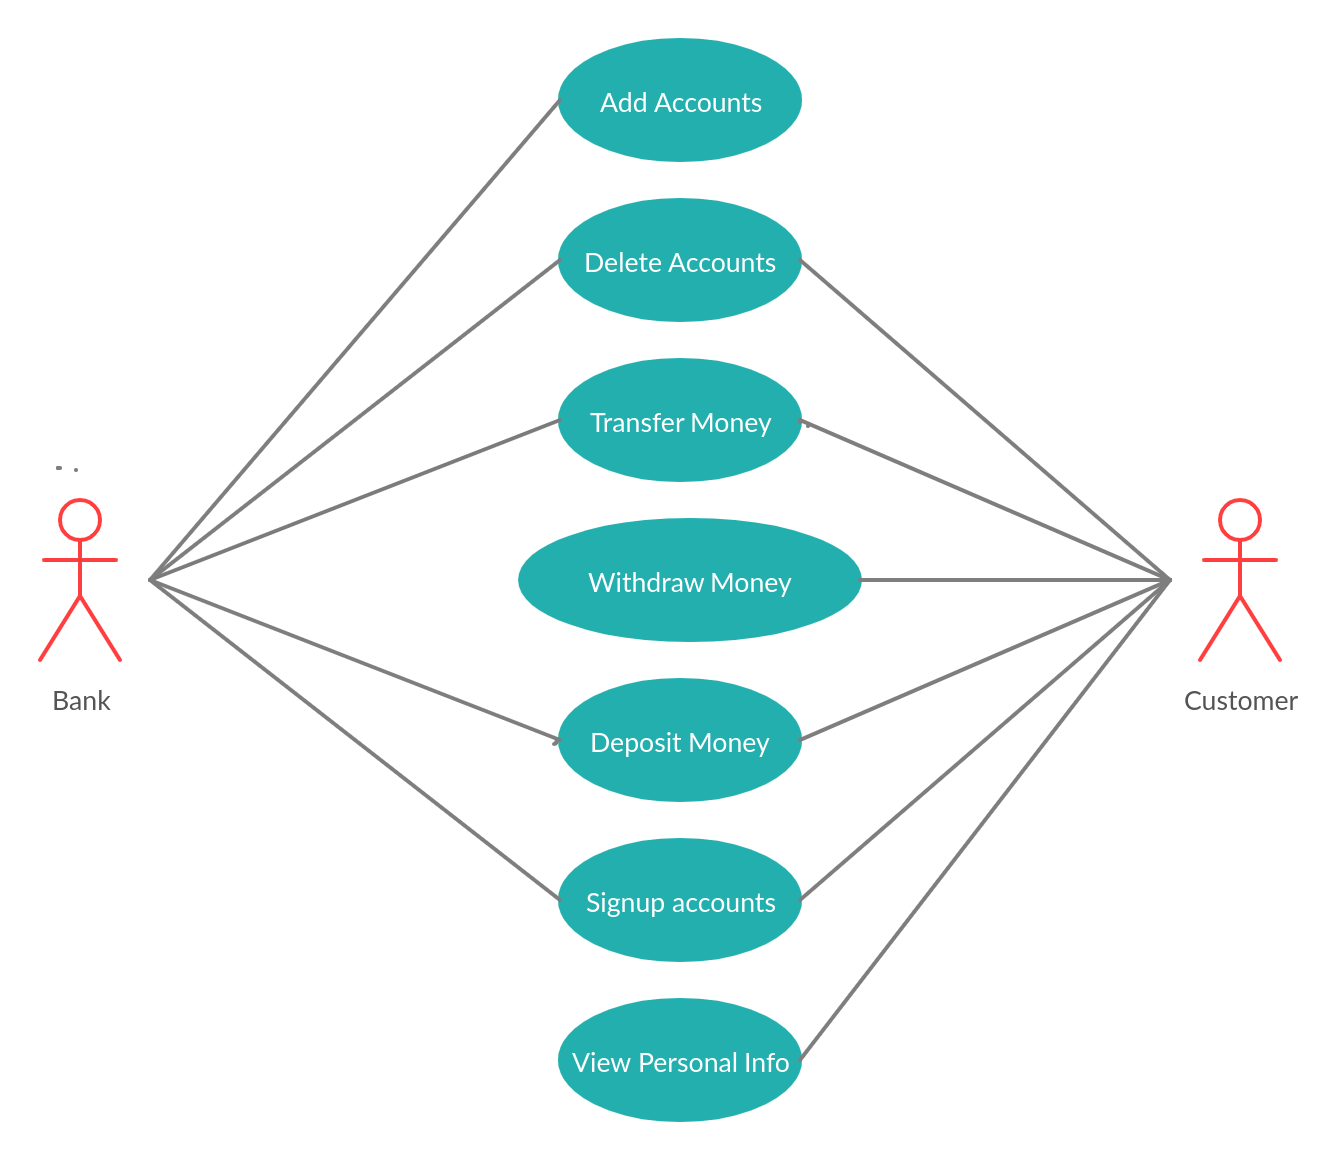 Add Accounts
Delete Accounts
Transfer Money
Withdraw Money
Bank
Customer
Deposit Money
Signup accounts
View Personal Info